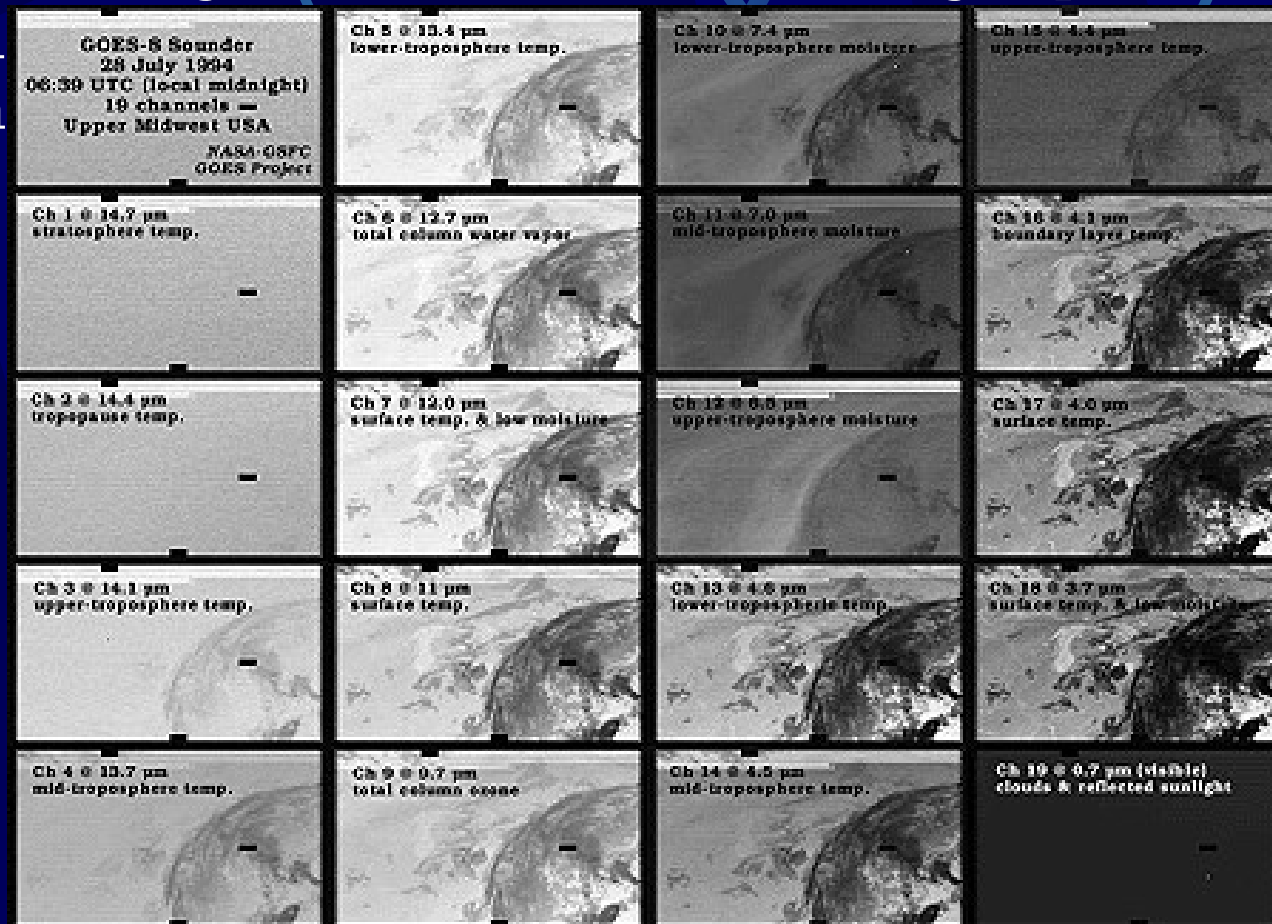 GOES-8 Sounder
28 July 1994
06:39 UTC (local midnight)
19 channels
Upper Midwest USA
NASA-GSFC
GOES Project
Ch 1 @ 14.7 µm
stratosphere temp.
Ch 2 @ 14.4 µm
tropopause temp.
Ch 3 @ 14.1 µm
upper-troposphere temp.
Ch 4 @ 13.7 µm
mid-troposphere temp.
Ch 5 @ 13.4 µm
lower-troposphere temp.
Ch 6 @ 12.7 µm
total column water vapor
Ch 7 @ 12.0 µm
surface temp. & low moisture
Ch 8 @ 11 µm
surface temp.
Ch 9 @ 9.7 µm
total column ozone
Ch 10 @ 7.4 µm
lower-troposphere moisture
Ch 11 @ 7.0 µm
mid-troposphere moisture
Ch 12 @ 6.5 µm
upper-troposphere moisture
Ch 13 @ 4.6 µm
lower-tropospheric temp.
Ch 14 @ 4.5 µm
mid-troposphere temp.
Ch 15 @ 4.4 µm
upper-troposphere temp.
Ch 16 @ 4.1 µm
boundary layer temp.
Ch 17 @ 4.0 µm
surface temp.
Ch 18 @ 3.7 µm
surface temp. & low moisture
Ch 19 @ 0.7 µm (visible)
clouds & reflected sunlight